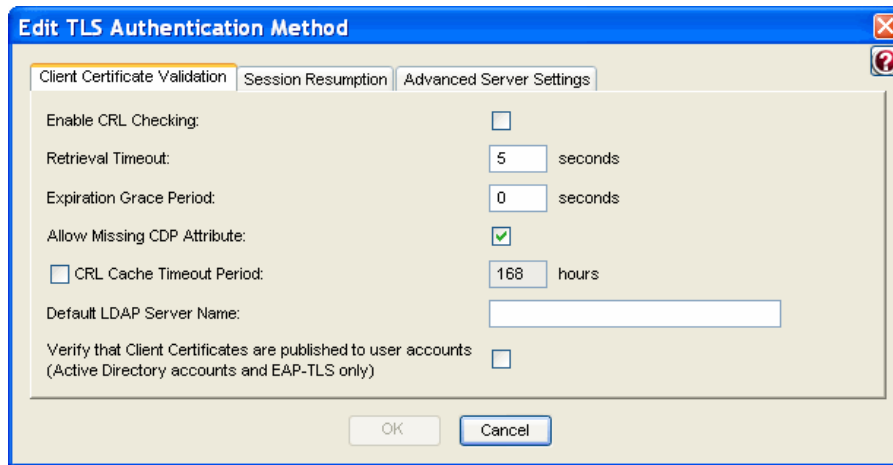 Edit TLS Authentication Method
Client Certificate Validation Session Resumption Advanced Server Settings
Enable CRL Checking:
Retrieval Timeout: 5 seconds
Expiration Grace Period: 0 seconds
Allow Missing CDP Attribute:
CRL Cache Timeout Period: 168 hours
Default LDAP Server Name:
Verify that Client Certificates are published to user accounts
(Active Directory accounts and EAP-TLS only)
OK Cancel